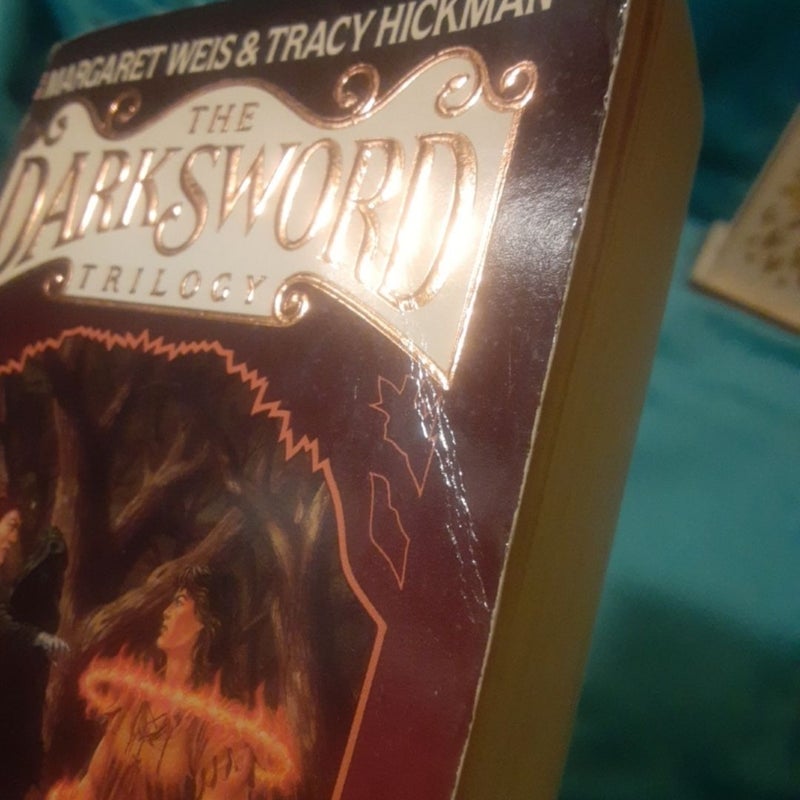 MARGARET WEIS & TRACY HICKMAN
THE
DARKSWORD
TRILOGY